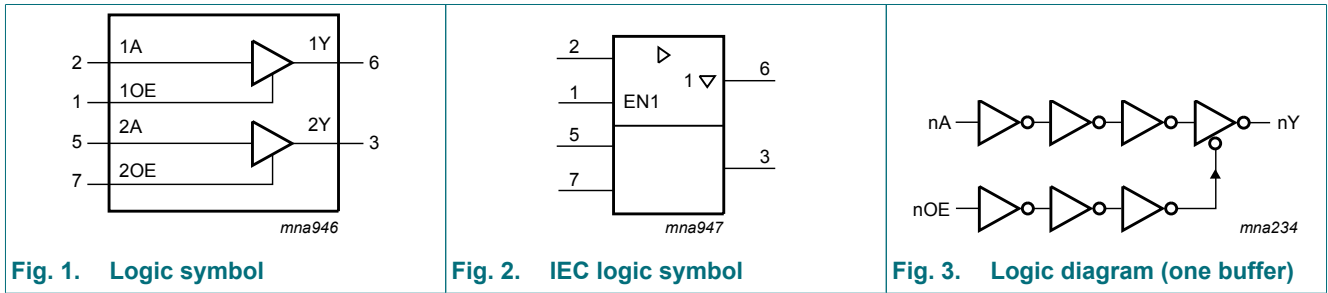 1A
1Y
2
6
1OE
1
2A
2Y
5
3
2OE
7
mna946
Fig. 1. Logic symbol
2
1
6
1
EN1
5
3
7
mna947
Fig. 2. IEC logic symbol
nA
nY
nOE
mna234
Fig. 3. Logic diagram (one buffer)